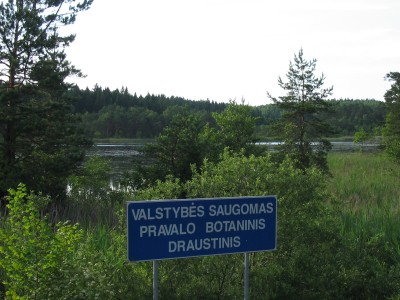 VALSTYBĖS SAUGOMAS
PRAVALO BOTANINIS
DRAUSTINIS